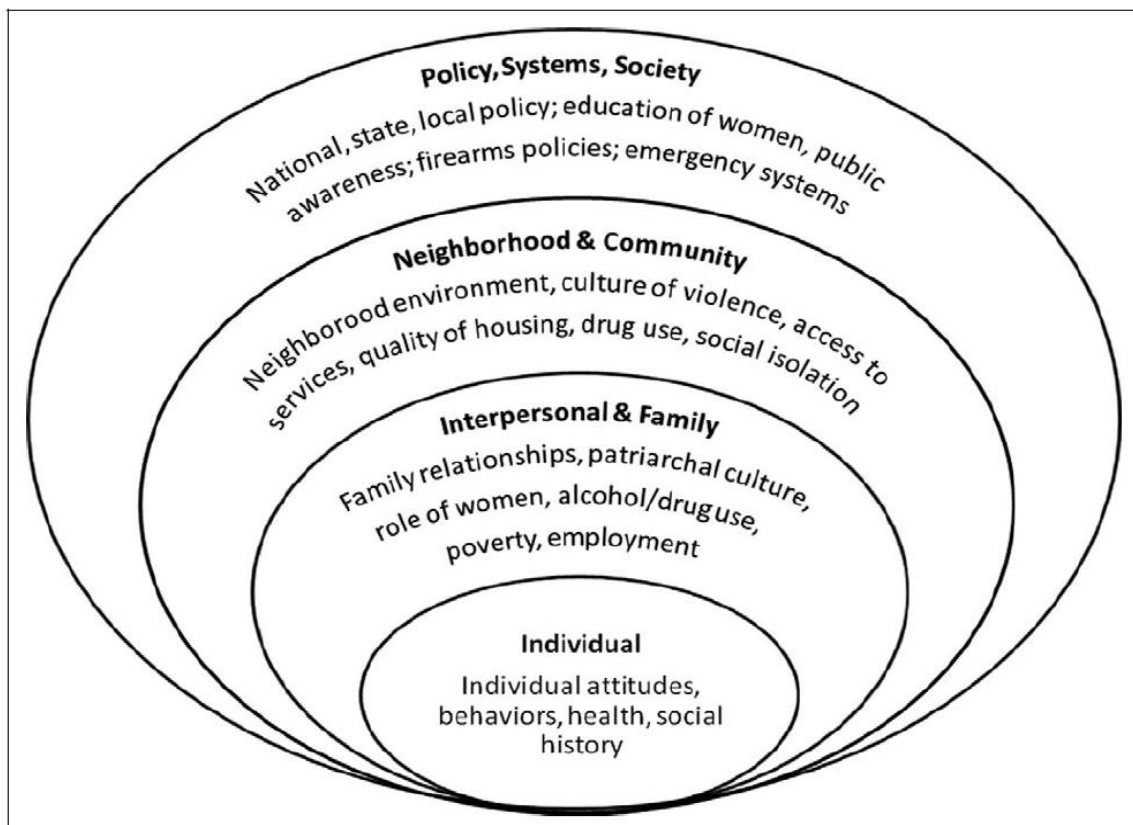 Policy, Systems, Society
National, state, local policy; education of women, public
awareness; firearms policies; emergency systems
Neighborhood & Community
Neighborood environment, culture of violence, access to
services, quality of housing, drug use, social isolation
Interpersonal & Family
Family relationships, patriarchal culture,
role of women, alcohol/drug use,
poverty, employment
Individual
Individual attitudes,
behaviors, health, social
history